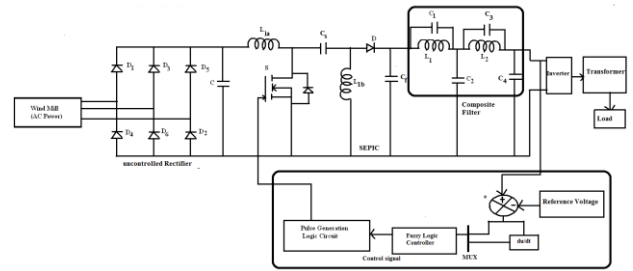 C₁
C₃
L₁ₐ
Cₛ
D
L₁
L₂
D₁
D₃
D₅
S
C
L₁b
C₂
C₄
Inverter
Transformer
Wind Mill
(AC Power)
Load
D₄
D₆
D₂
Composite
Filter
uncontrolled Rectifier
SEPIC
+
-
Reference Voltage
Pulse Generation
Logic Circuit
Fuzzy Logic
Controller
du/dt
Control signal
MUX